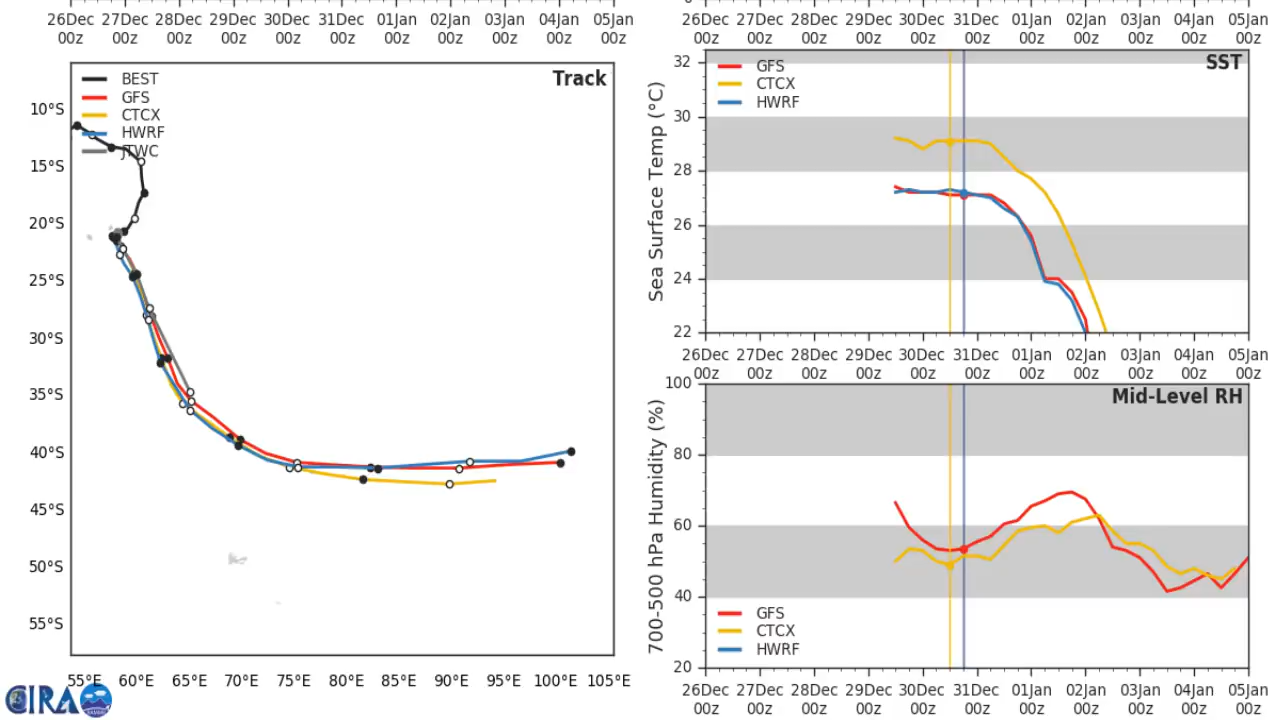 26Dec 27Dec 28Dec 29Dec 30Dec 31Dec 01Jan 02Jan 03Jan 04Jan 05Jan
00z 00z 00z 00z 00z 00z 00z 00z 00z 00z 00z
Track
BEST
GFS
CTCX
HWRF
JTWC
10°S
15°S
20°S
25°S
30°S
35°S
40°S
45°S
50°S
55°S
55°E 60°E 65°E 70°E 75°E 80°E 85°E 90°E 95°E 100°E 105°E
CIRA
26Dec 27Dec 28Dec 29Dec 30Dec 31Dec 01Jan 02Jan 03Jan 04Jan 05Jan
00z 00z 00z 00z 00z 00z 00z 00z 00z 00z 00z
SST
GFS
CTCX
HWRF
Sea Surface Temp (°C)
32
30
28
26
24
22
26Dec 27Dec 28Dec 29Dec 30Dec 31Dec 01Jan 02Jan 03Jan 04Jan 05Jan
00z 00z 00z 00z 00z 00z 00z 00z 00z 00z 00z
Mid-Level RH
700-500 hPa Humidity (%)
100
80
60
40
20
GFS
CTCX
HWRF
26Dec 27Dec 28Dec 29Dec 30Dec 31Dec 01Jan 02Jan 03Jan 04Jan 05Jan
00z 00z 00z 00z 00z 00z 00z 00z 00z 00z 00z